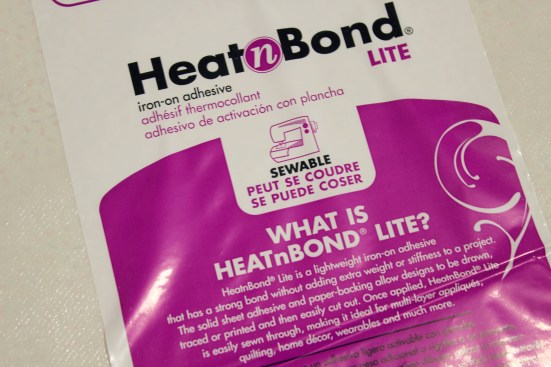 HeatnBond®
LITE
iron-on adhesive
adhésif thermocollant
adhesivo de activación con plancha
SEWABLE
PEUT SE COUDRE
SE PUEDE COSER
WHAT IS
HEATnBOND® LITE?
HeatnBond® Lite is a lightweight iron-on adhesive
that has a strong bond without adding extra weight or stiffness to a project.
The solid sheet adhesive and paper-backing allow designs to be drawn,
traced or printed and then easily cut out. Once applied, HeatnBond® Lite
is easily sewn through, making it ideal for multi-layer appliqués,
quilting, home décor, wearables and much more.